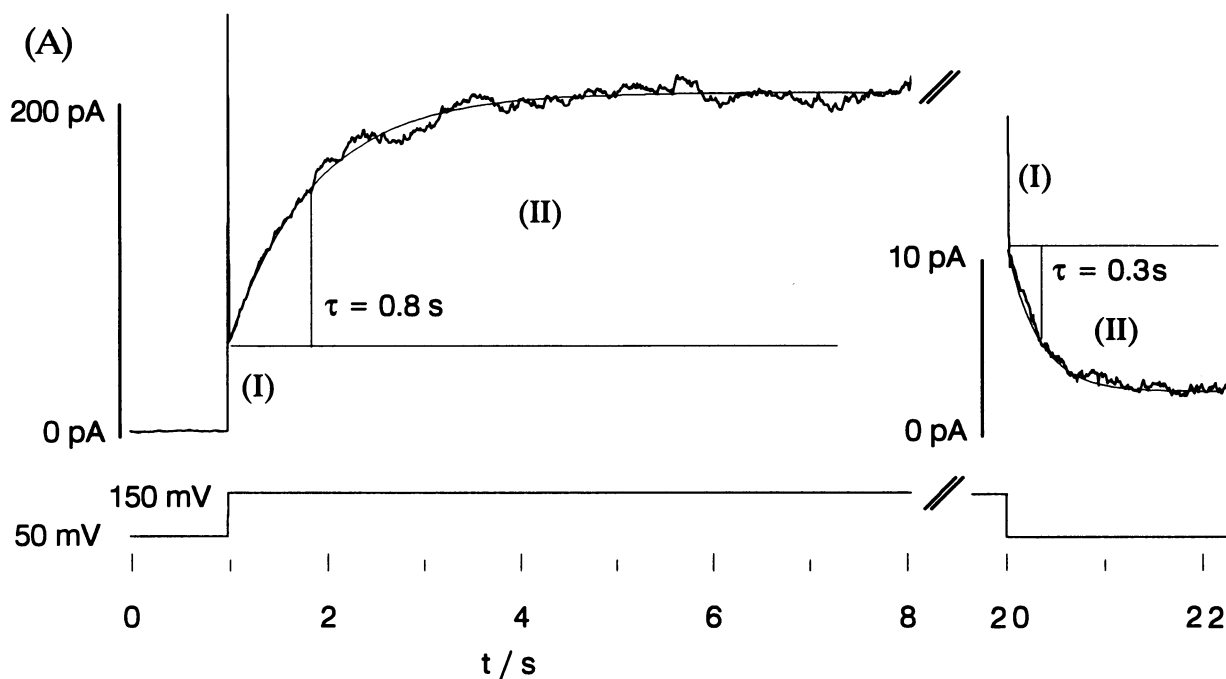 (A)
200 pA
(I)
(II)
10 pA
τ = 0.3s
τ = 0.8 s
(II)
(I)
0 pA
0 pA
150 mV
50 mV
0 2 4 6 8 20 22
t / s